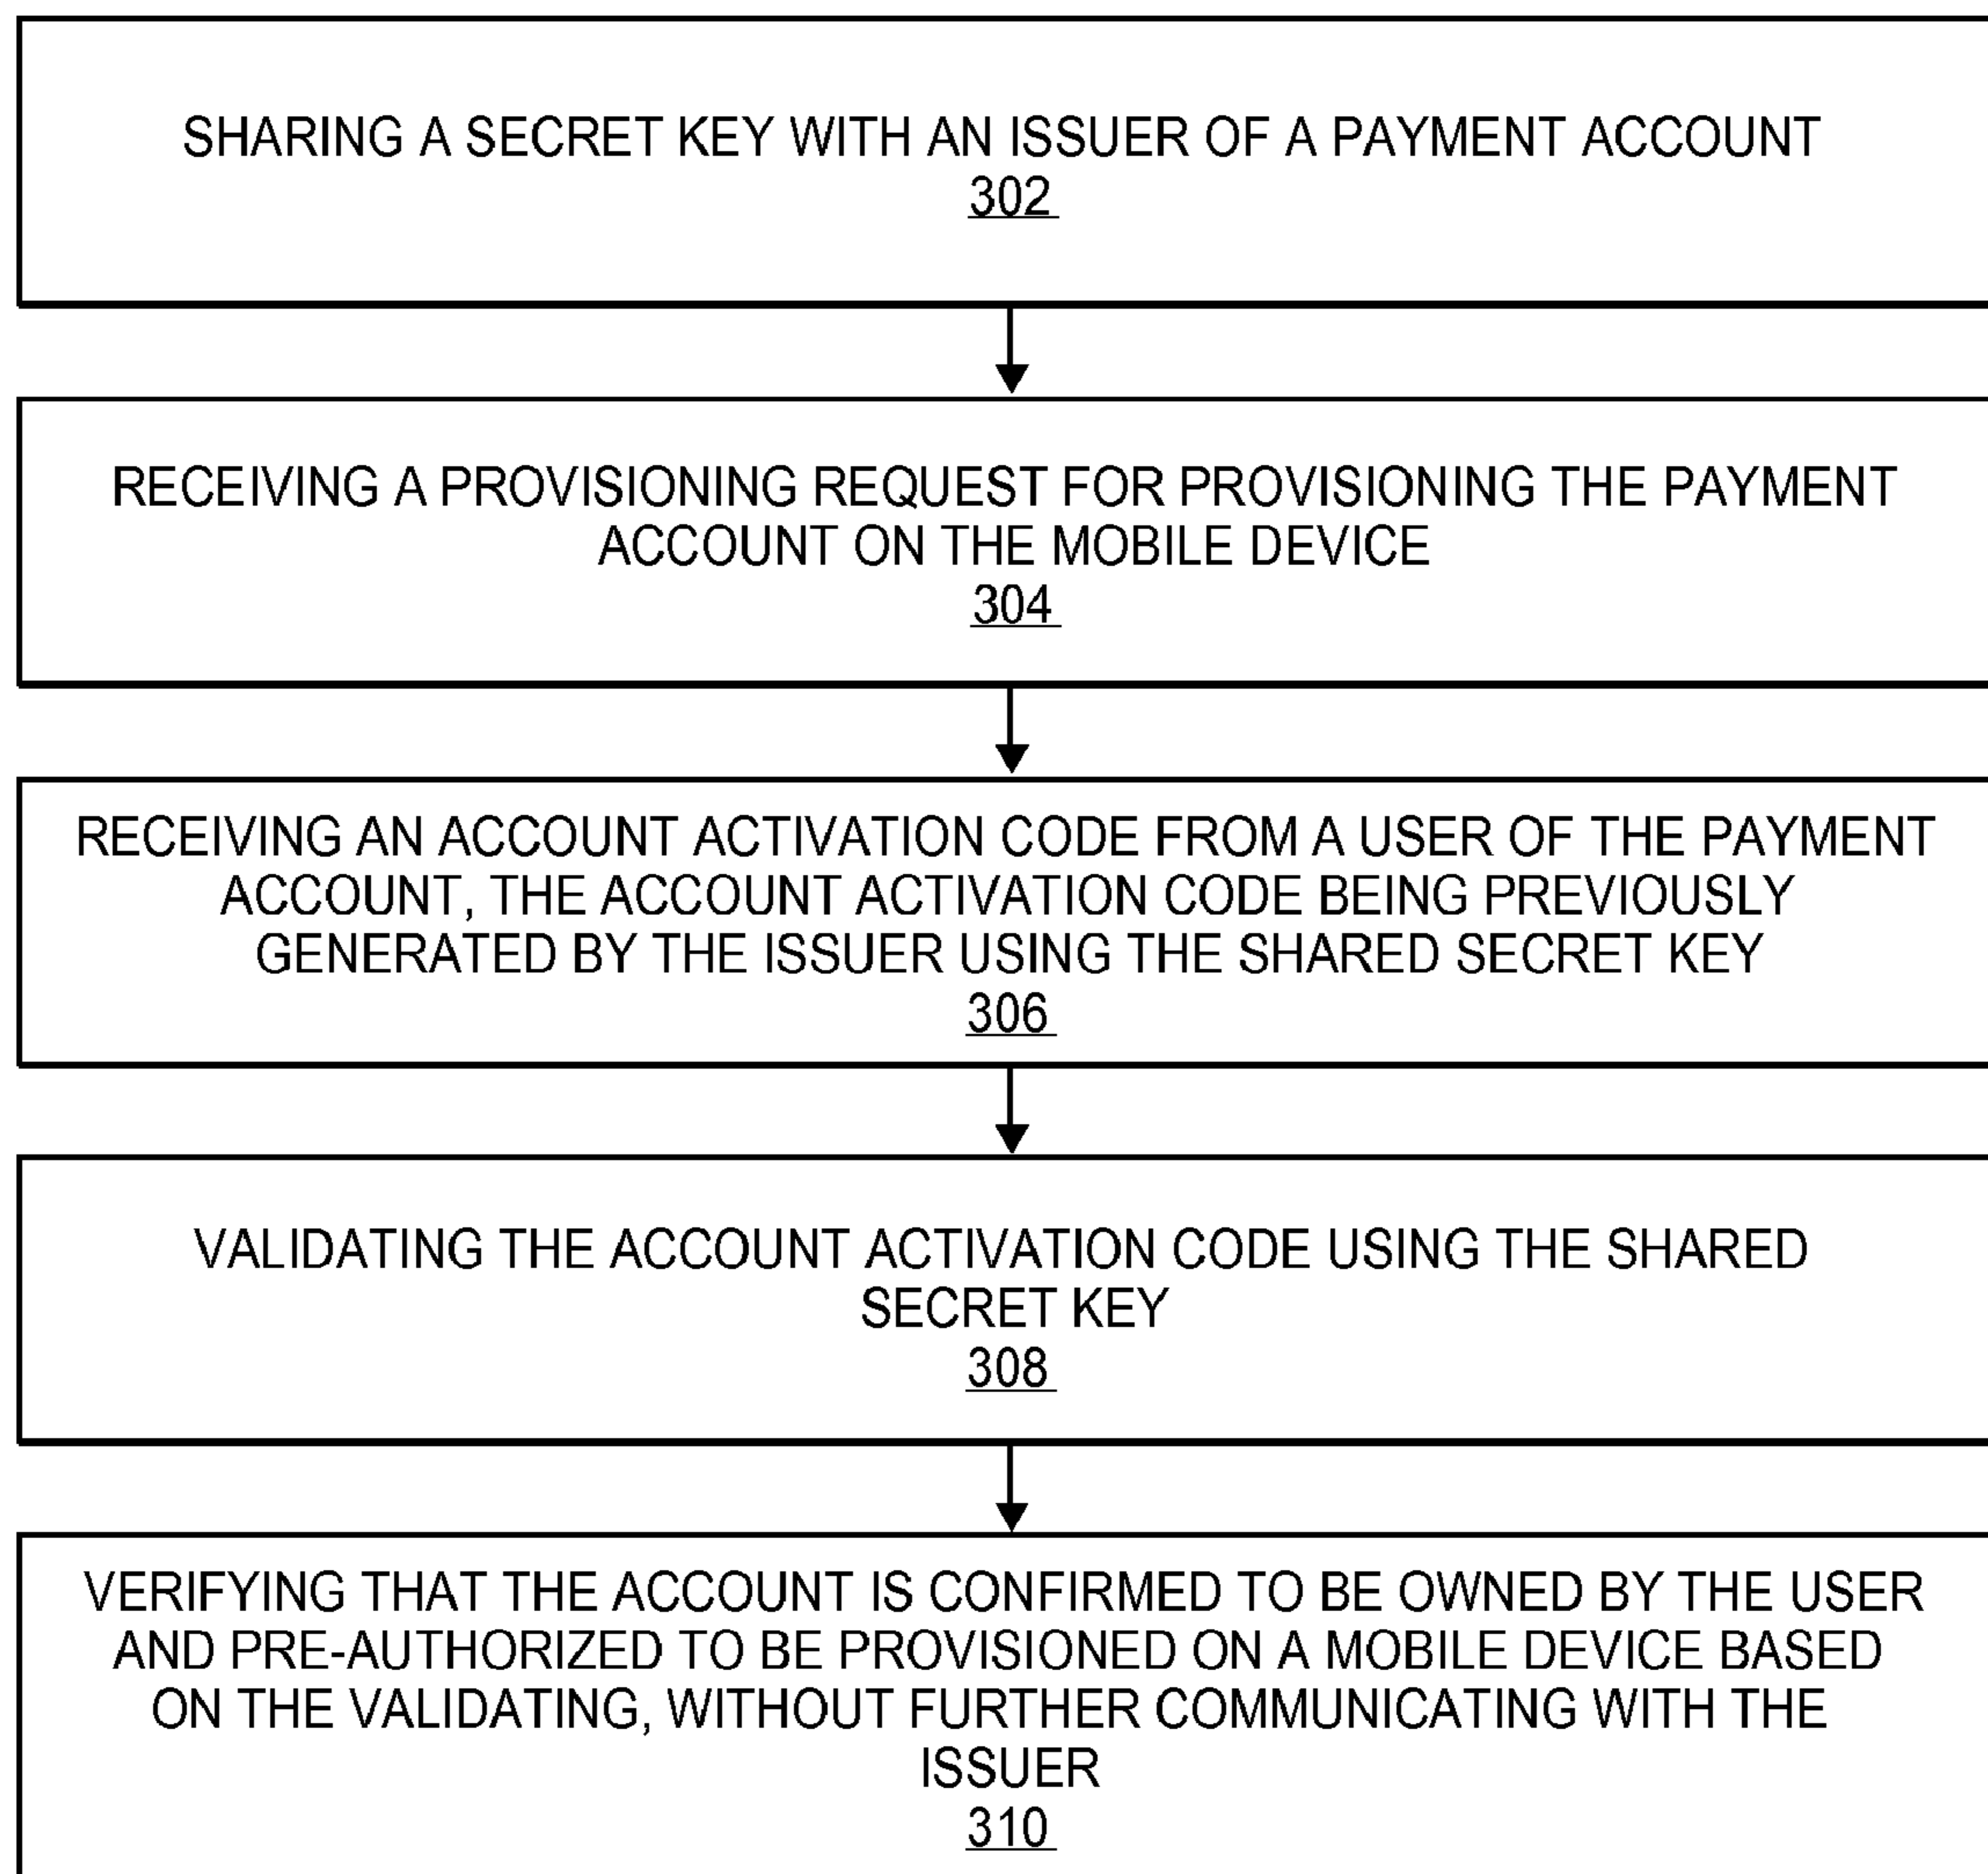 SHARING A SECRET KEY WITH AN ISSUER OF A PAYMENT ACCOUNT
302
RECEIVING A PROVISIONING REQUEST FOR PROVISIONING THE PAYMENT
ACCOUNT ON THE MOBILE DEVICE
304
RECEIVING AN ACCOUNT ACTIVATION CODE FROM A USER OF THE PAYMENT
ACCOUNT, THE ACCOUNT ACTIVATION CODE BEING PREVIOUSLY
GENERATED BY THE ISSUER USING THE SHARED SECRET KEY
306
VALIDATING THE ACCOUNT ACTIVATION CODE USING THE SHARED
SECRET KEY
308
VERIFYING THAT THE ACCOUNT IS CONFIRMED TO BE OWNED BY THE USER
AND PRE-AUTHORIZED TO BE PROVISIONED ON A MOBILE DEVICE BASED
ON THE VALIDATING, WITHOUT FURTHER COMMUNICATING WITH THE
ISSUER
310